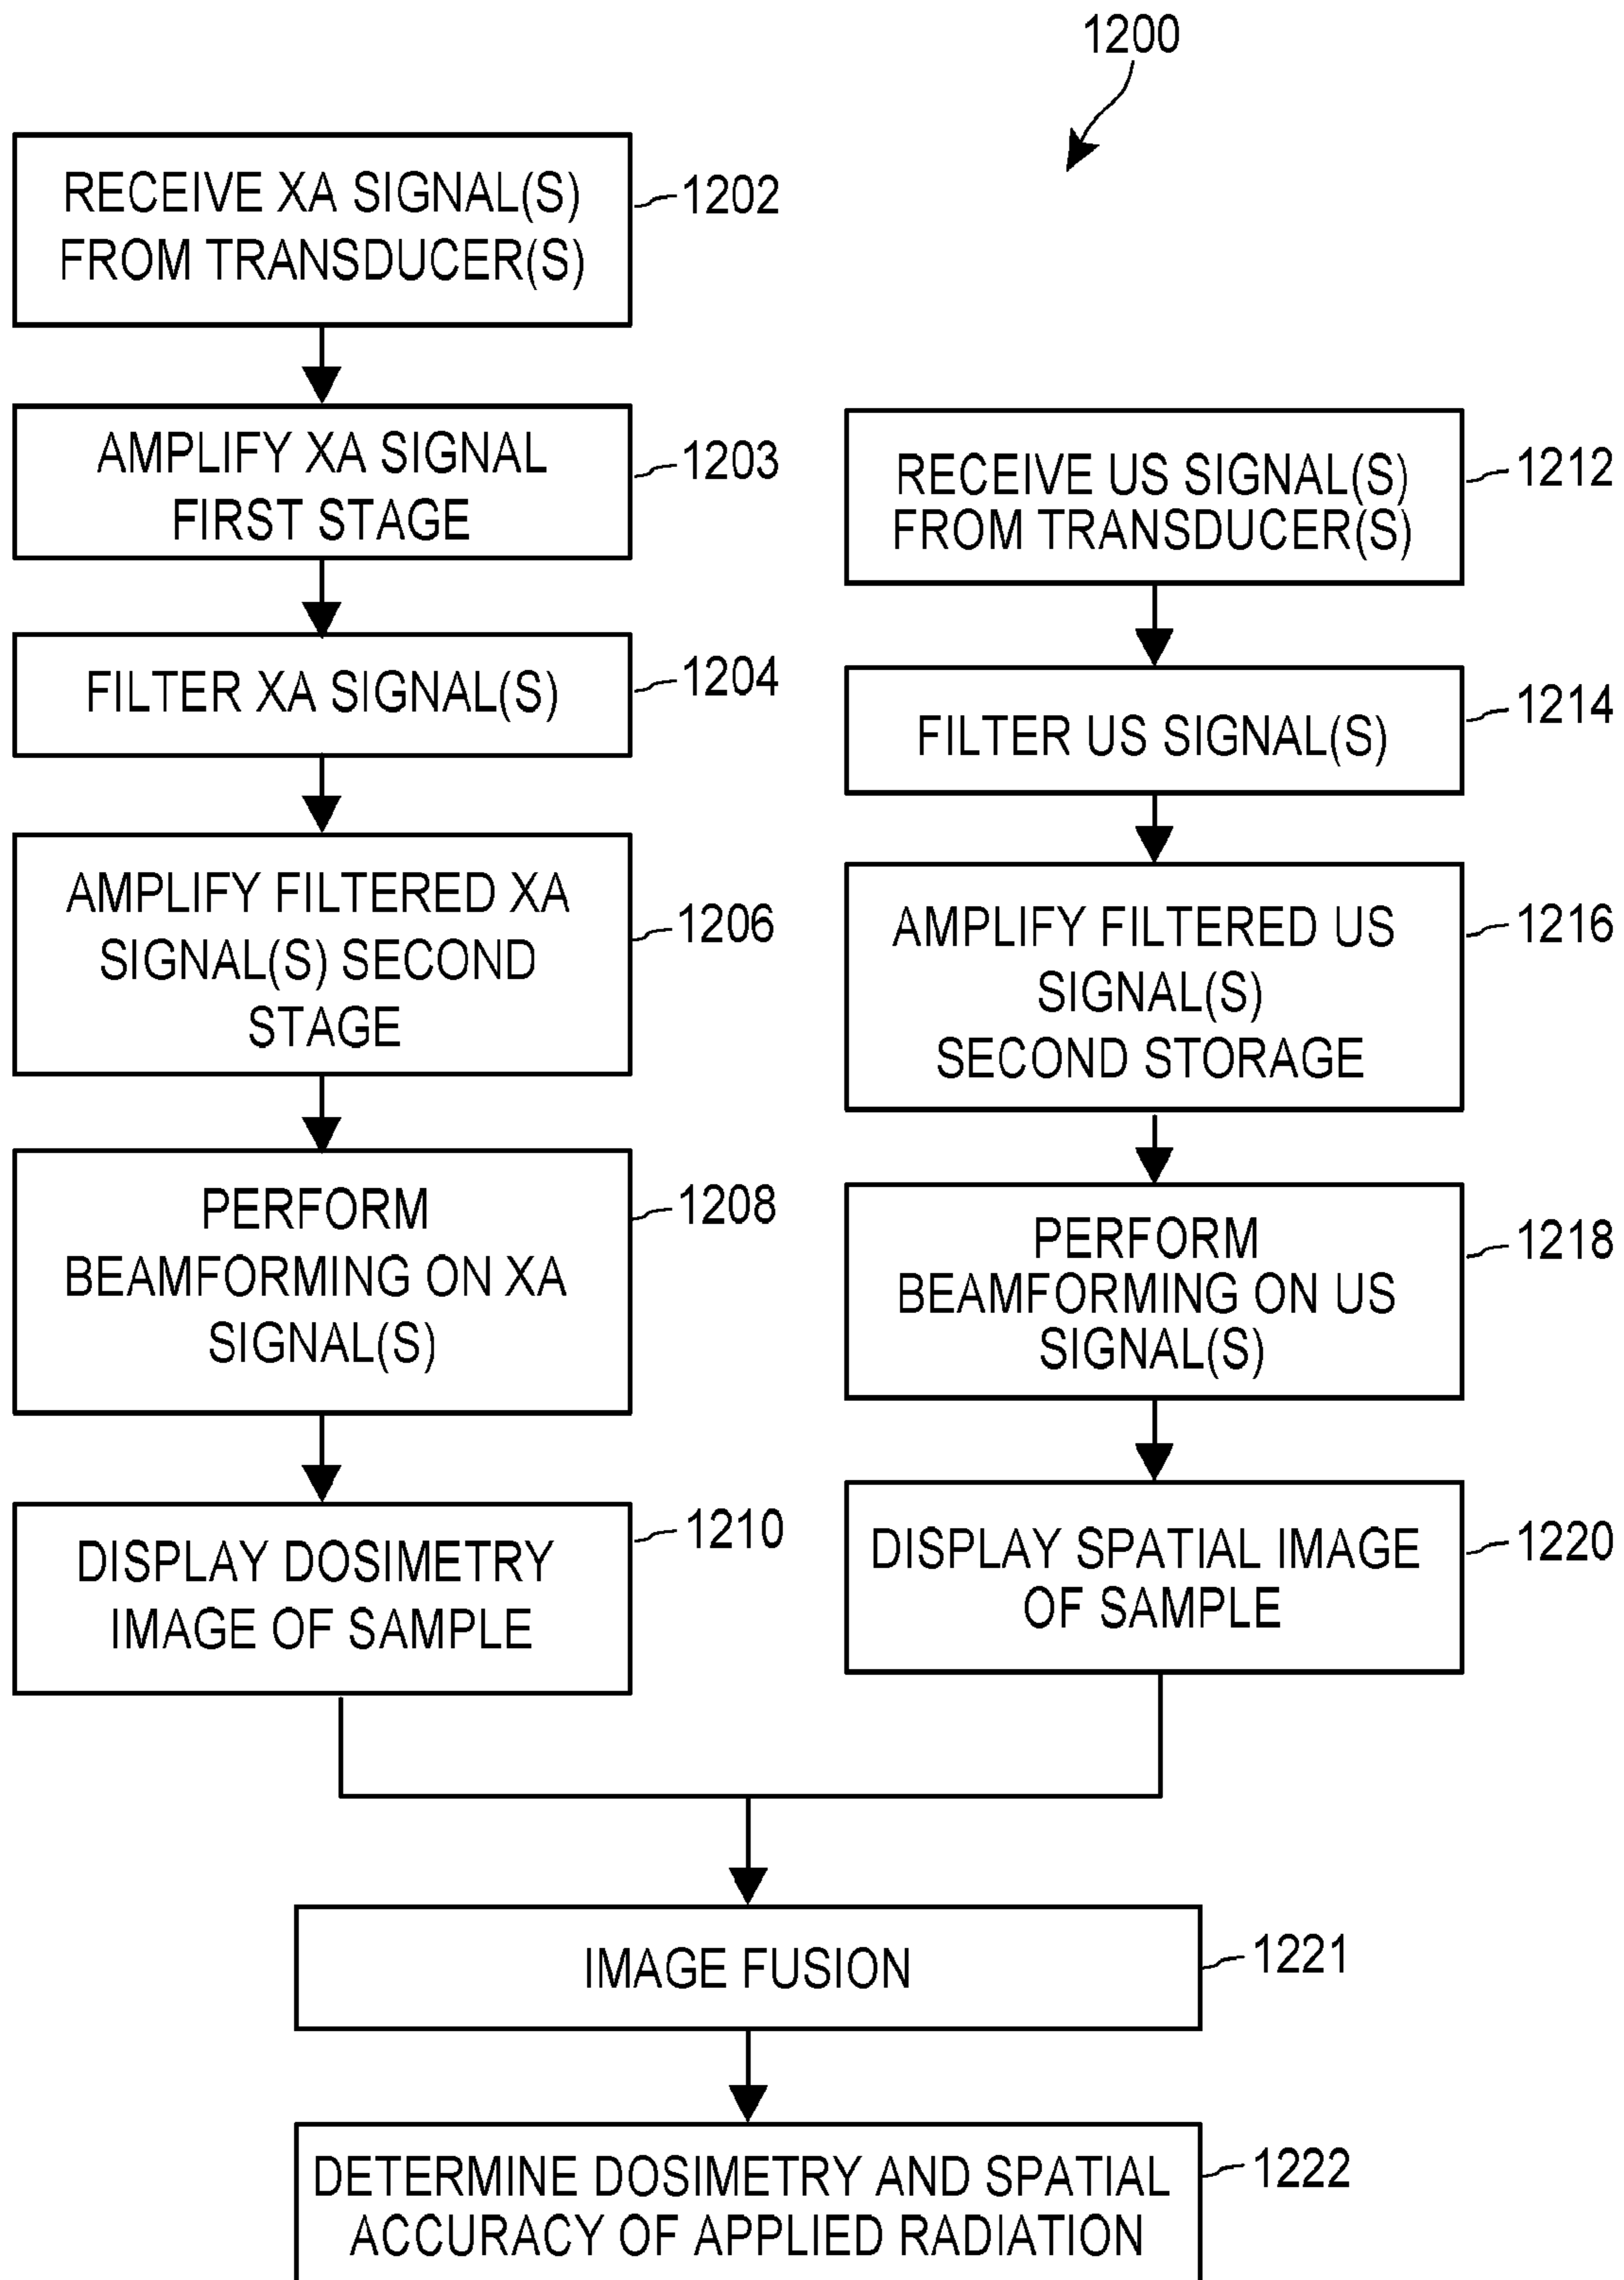 1200
RECEIVE XA SIGNAL(S)
FROM TRANSDUCER(S)
1202
AMPLIFY XA SIGNAL
FIRST STAGE
1203
FILTER XA SIGNAL(S)
1204
AMPLIFY FILTERED XA
SIGNAL(S) SECOND
STAGE
1206
PERFORM
BEAMFORMING ON XA
SIGNAL(S)
1208
DISPLAY DOSIMETRY
IMAGE OF SAMPLE
1210
RECEIVE US SIGNAL(S)
FROM TRANSDUCER(S)
1212
FILTER US SIGNAL(S)
1214
AMPLIFY FILTERED US
SIGNAL(S)
SECOND STORAGE
1216
PERFORM
BEAMFORMING ON US
SIGNAL(S)
1218
DISPLAY SPATIAL IMAGE
OF SAMPLE
1220
IMAGE FUSION
1221
DETERMINE DOSIMETRY AND SPATIAL
ACCURACY OF APPLIED RADIATION
1222